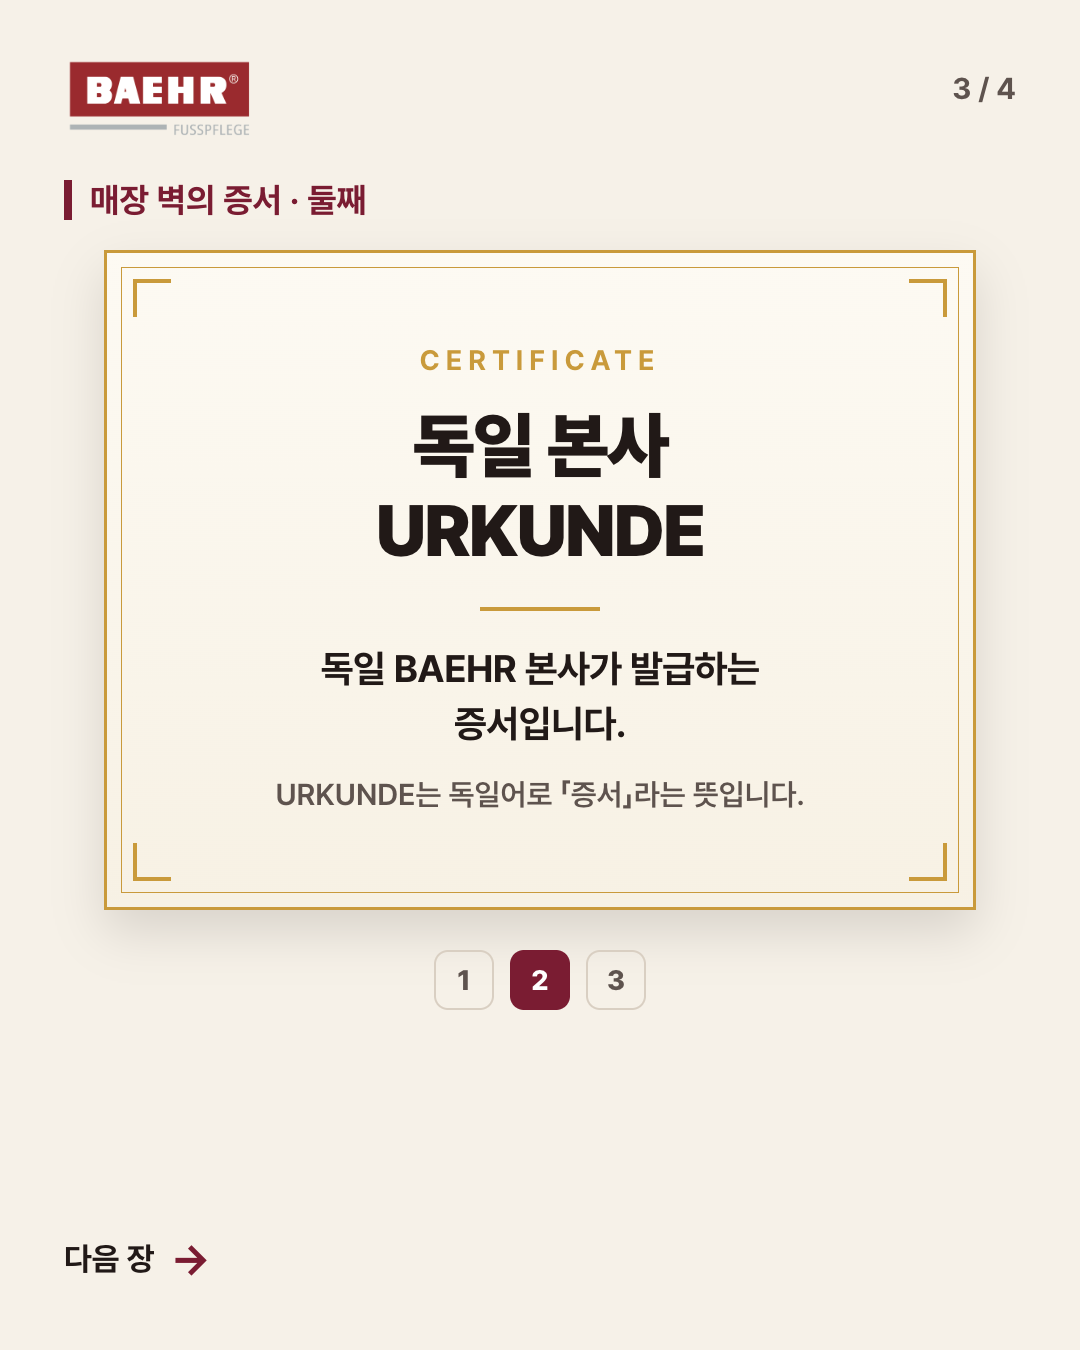 BAEHR®
FUSSPFLEGE
3 / 4
매장 벽의 증서 · 둘째
CERTIFICATE
독일 본사
URKUNDE
독일 BAEHR 본사가 발급하는
증서입니다.
URKUNDE는 독일어로 「증서」라는 뜻입니다.
1 2 3
다음 장 →